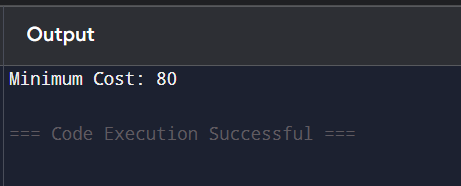 Output
Minimum Cost: 80
=== Code Execution Successful ===